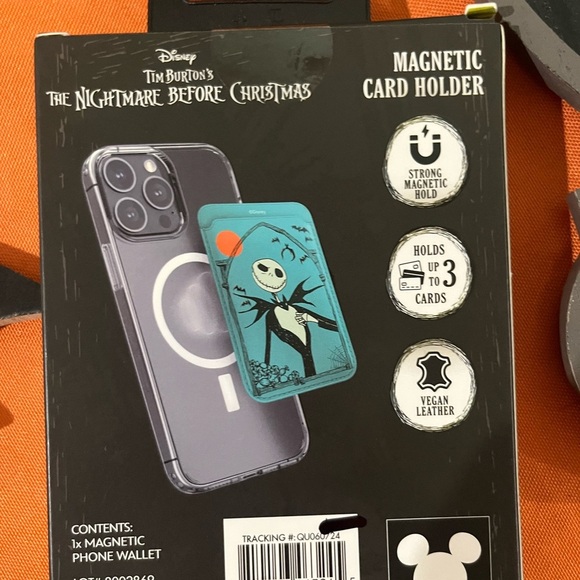 Disney
TIM BURTON'S
THE NIGHTMARE BEFORE CHRISTMAS
MAGNETIC
CARD HOLDER
STRONG
MAGNETIC
HOLD
HOLDS
UP
TO 3
CARDS
VEGAN
LEATHER
CONTENTS:
1x MAGNETIC
PHONE WALLET
TRACKING #: QU060724